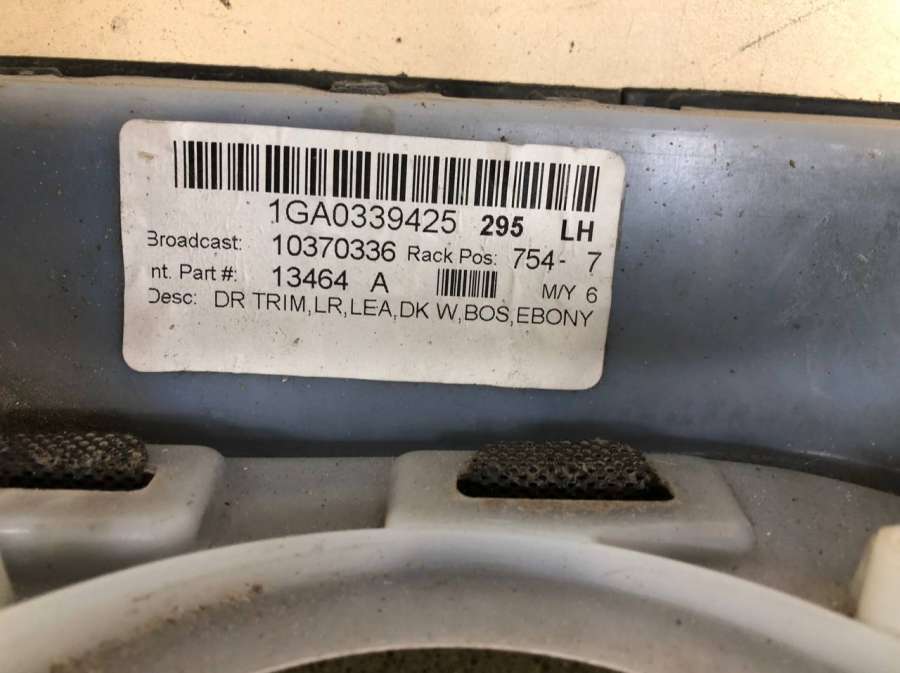 1GA0339425 295 LH
Broadcast: 10370336 Rack Pos: 754- 7
nt. Part #: 13464 A M/Y 6
Desc: DR TRIM,LR,LEA,DK W,BOS,EBONY